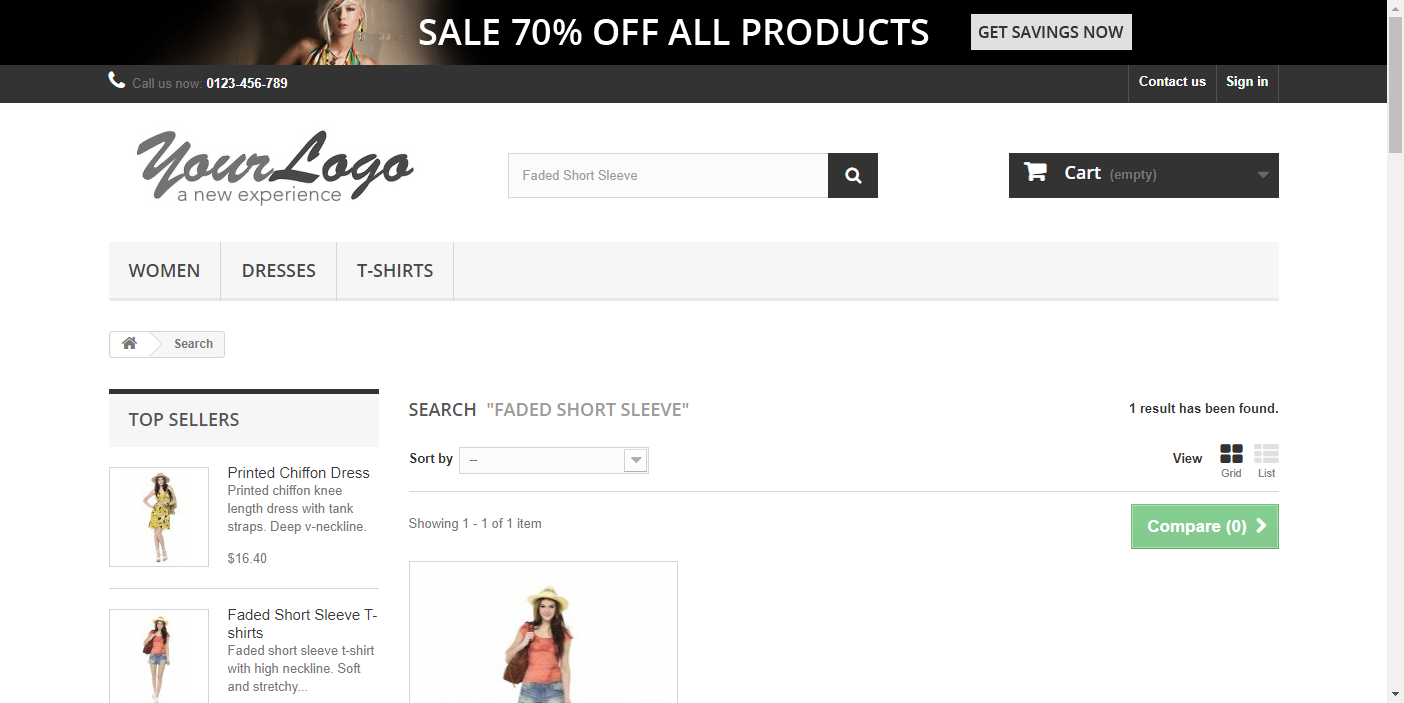 SALE 70% OFF ALL PRODUCTS
GET SAVINGS NOW
Call us now: 0123-456-789
Contact us
Sign in
YourLogo
a new experience
Faded Short Sleeve
Cart (empty)
WOMEN
DRESSES
T-SHIRTS
Search
TOP SELLERS
Printed Chiffon Dress
Printed chiffon knee
length dress with tank
straps. Deep v-neckline.
$16.40
Faded Short Sleeve T-
shirts
Faded short sleeve t-shirt
with high neckline. Soft
and stretchy...
SEARCH "FADED SHORT SLEEVE"
1 result has been found.
Sort by
--
View
Grid
List
Showing 1 - 1 of 1 item
Compare (0)